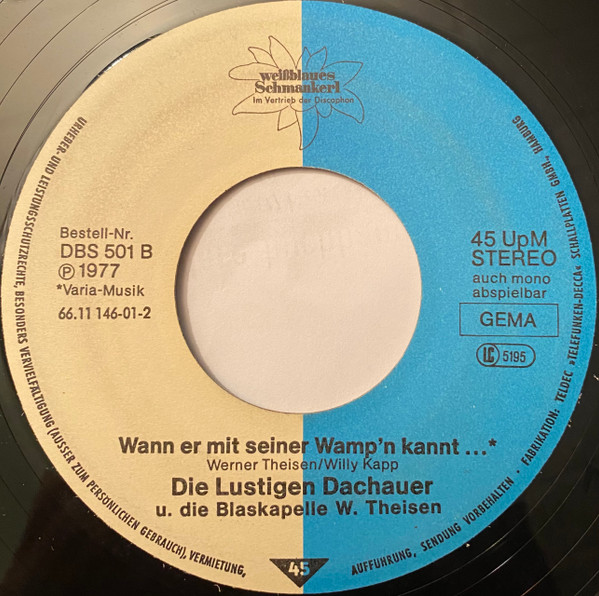 weißblaues
Schmankerl
Im Vertrieb der Discophon
Bestell-Nr.
DBS 501 B
Ⓟ 1977
*Varia-Musik
66.11 146-01-2
45 UpM
STEREO
auch mono
abspielbar
GEMA
LC 5195
Wann er mit seiner Wamp'n kannt ...*
Werner Theisen/Willy Kapp
Die Lustigen Dachauer
u. die Blaskapelle W. Theisen
45
URHEBER- UND LEISTUNGSSCHUTZRECHTE, BESONDERS VERVIELFÄLTIGUNG (AUSSER ZUM PERSÖNLICHEN GEBRAUCH), VERMIETUNG, AUFFÜHRUNG, SENDUNG VORBEHALTEN · FABRIKATION: TELDEC »TELEFUNKEN-DECCA« SCHALLPLATTEN GMBH, HAMBURG